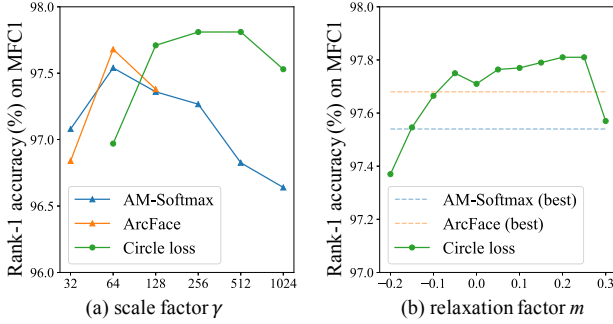 Rank-1 accuracy (%) on MFC1
98.0
97.5
97.0
96.5
96.0
AM-Softmax
ArcFace
Circle loss
32 64 128 256 512 1024
(a) scale factor γ
Rank-1 accuracy (%) on MFC1
98.0
97.8
97.6
97.4
97.2
97.0
AM-Softmax (best)
ArcFace (best)
Circle loss
−0.2 −0.1 0.0 0.1 0.2 0.3
(b) relaxation factor m